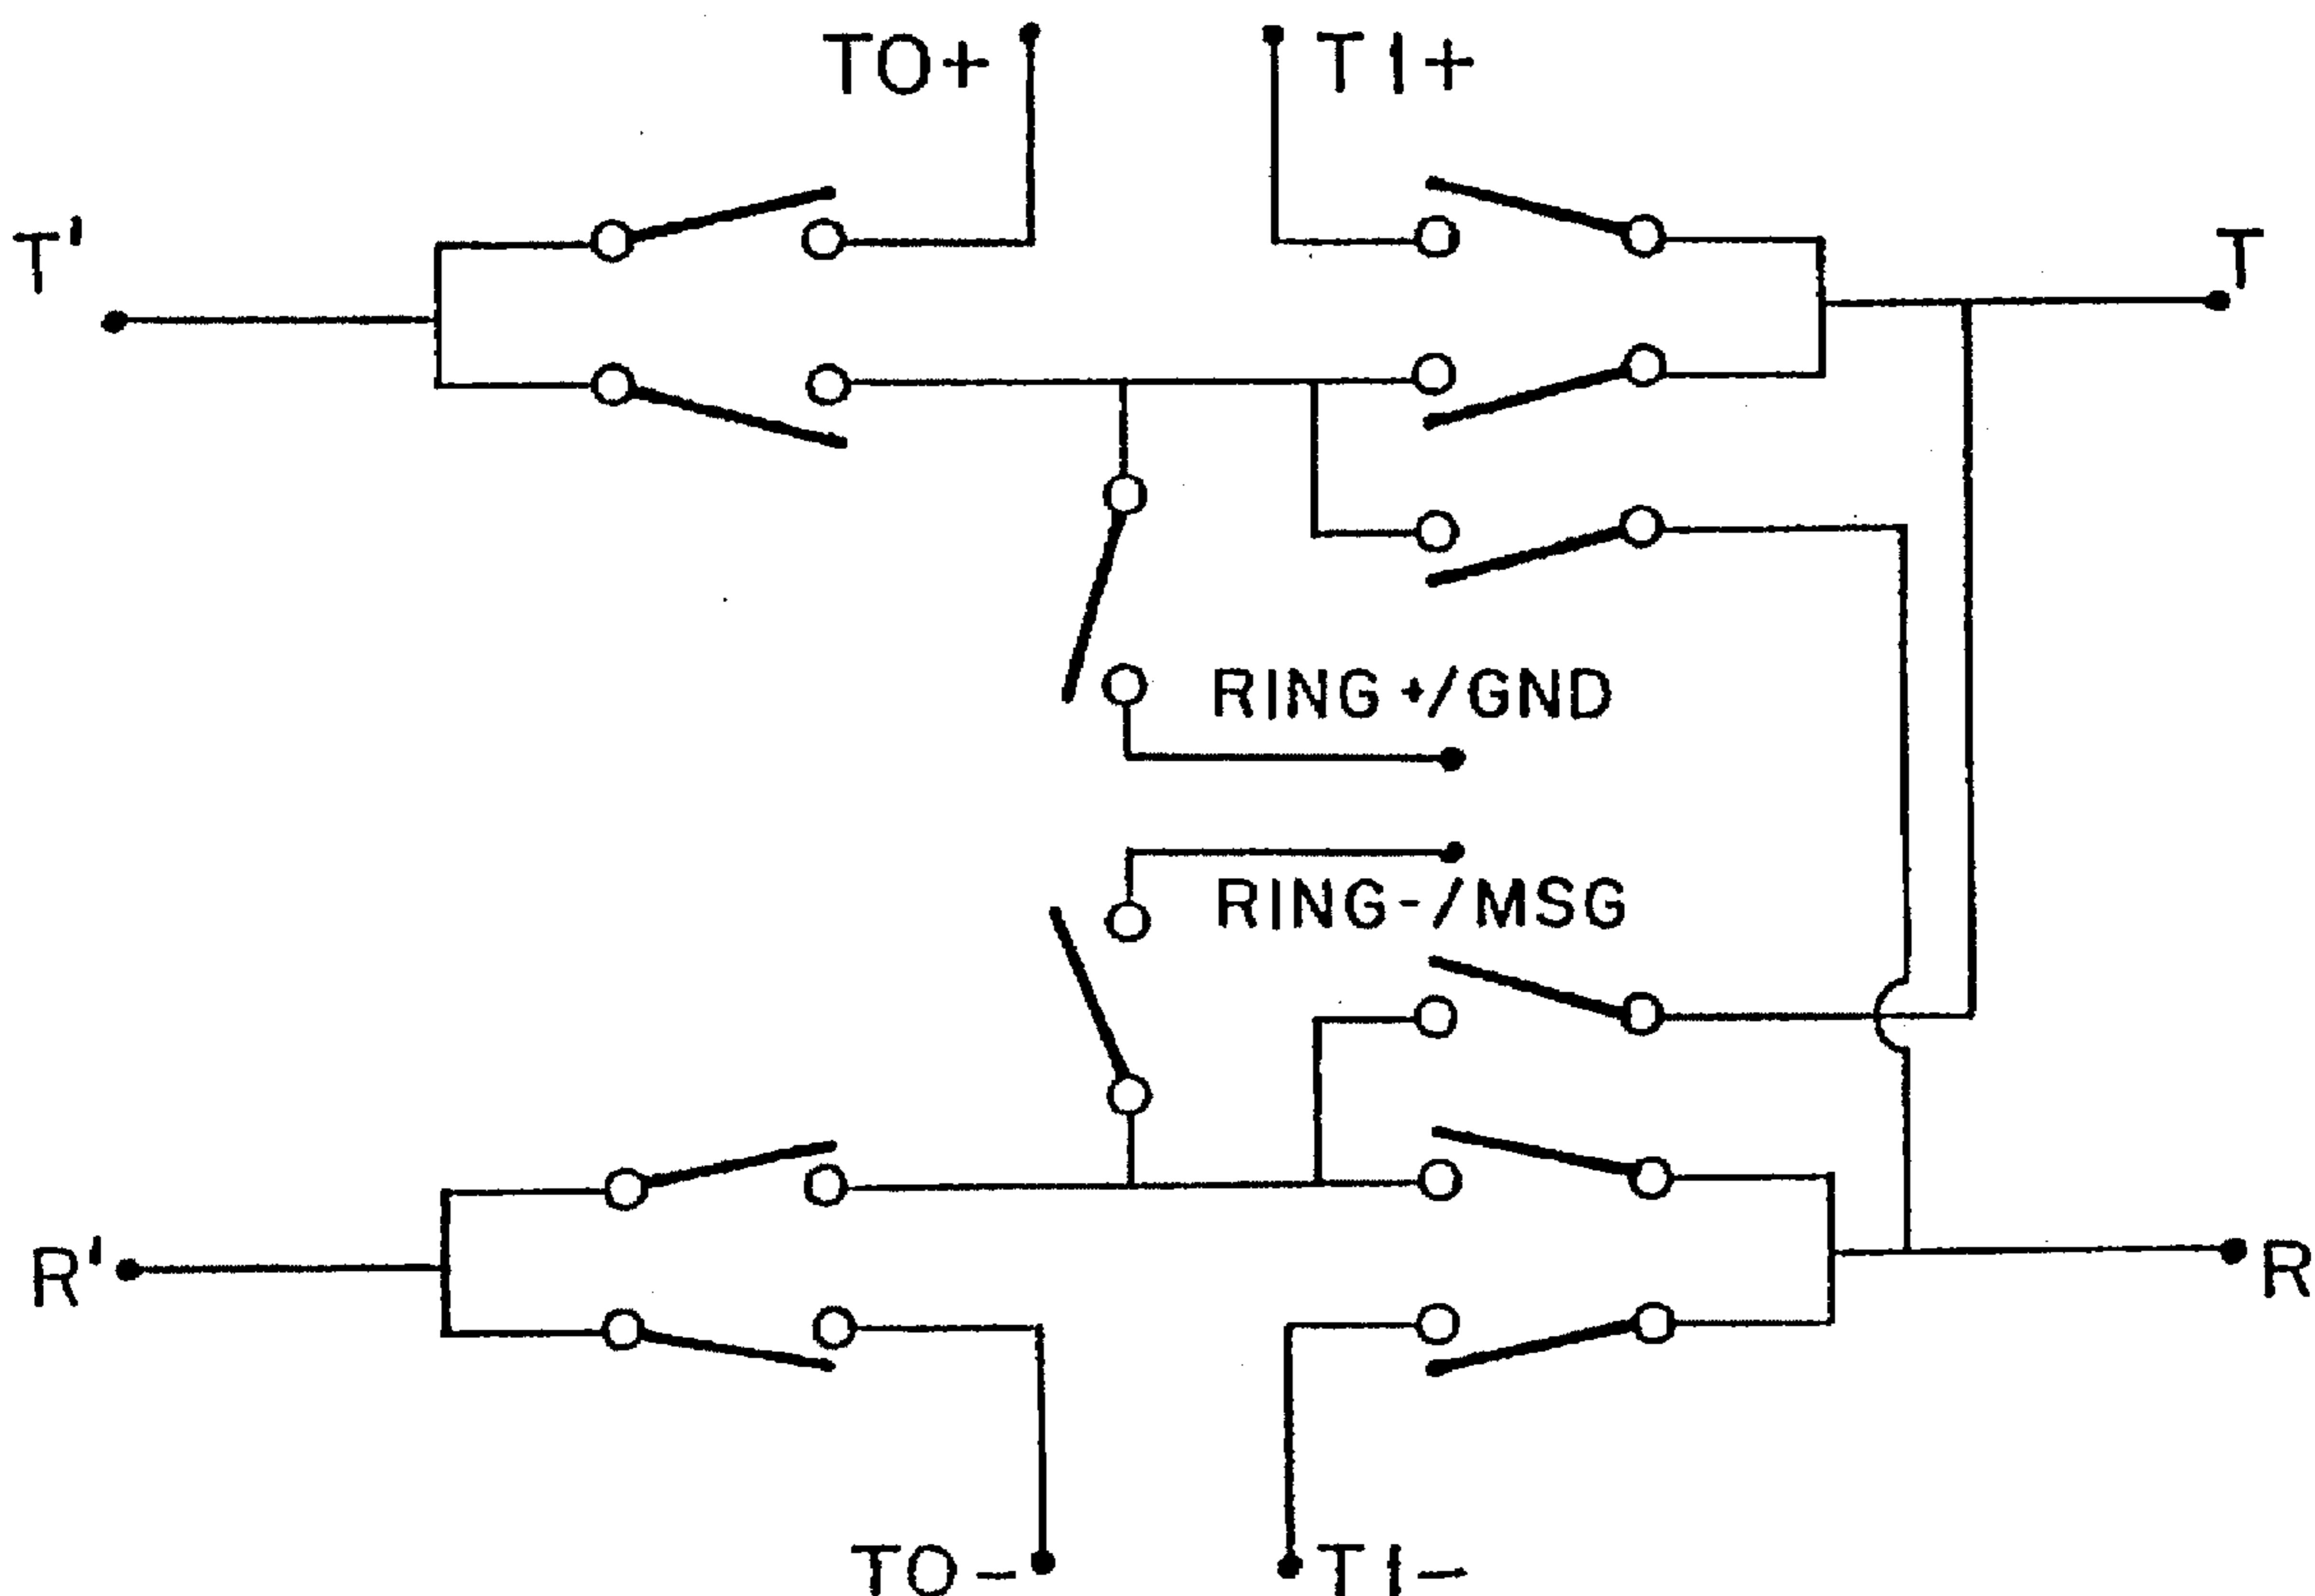 TO+
T1+
T'
T
RING+/GND
RING-/MSG
R'
R
TO-
T1-